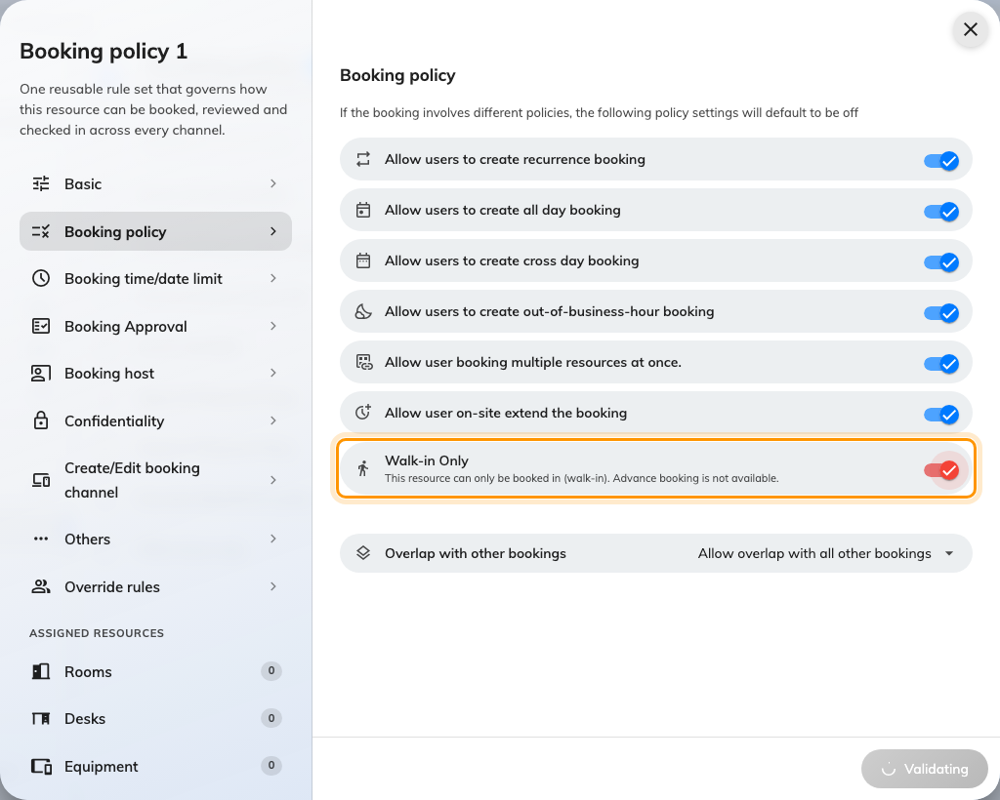 Booking policy 1
One reusable rule set that governs how
this resource can be booked, reviewed and
checked in across every channel.
Basic
Booking policy
Booking time/date limit
Booking Approval
Booking host
Confidentiality
Create/Edit booking
channel
Others
Override rules
ASSIGNED RESOURCES
Rooms 0
Desks 0
Equipment 0
Booking policy
If the booking involves different policies, the following policy settings will default to be off
Allow users to create recurrence booking
Allow users to create all day booking
Allow users to create cross day booking
Allow users to create out-of-business-hour booking
Allow user booking multiple resources at once.
Allow user on-site extend the booking
Walk-in Only
This resource can only be booked in (walk-in). Advance booking is not available.
Overlap with other bookings Allow overlap with all other bookings
Validating